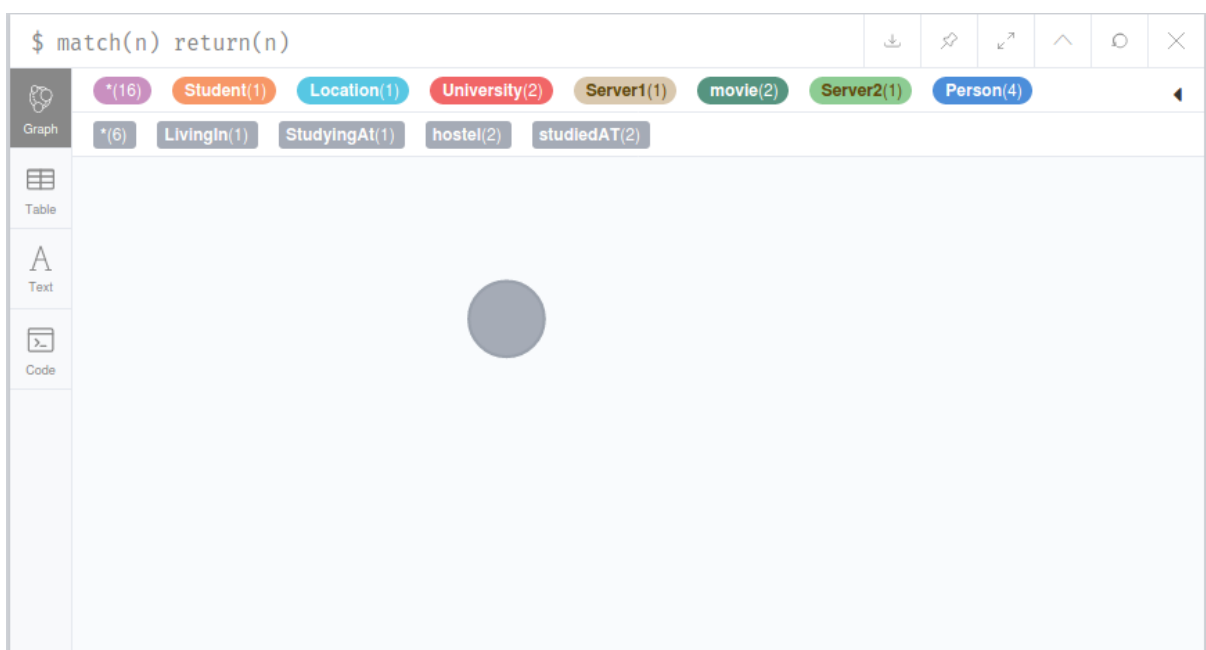 $ match(n) return(n)
*(16) Student(1) Location(1) University(2) Server1(1) movie(2) Server2(1) Person(4)
*(6) LivingIn(1) StudyingAt(1) hostel(2) studiedAT(2)
Graph
Table
A
Text
>_
Code